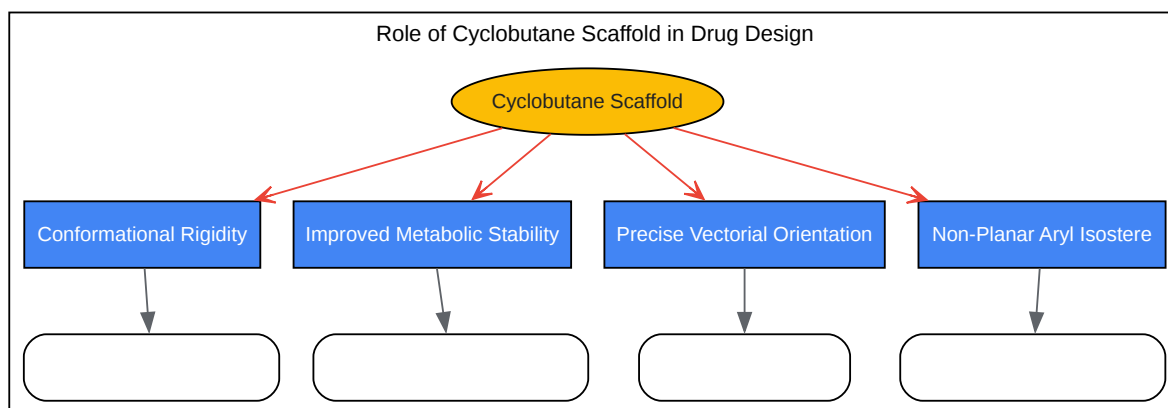 Role of Cyclobutane Scaffold in Drug Design
Cyclobutane Scaffold
Conformational Rigidity
Improved Metabolic Stability
Precise Vectorial Orientation
Non-Planar Aryl Isostere